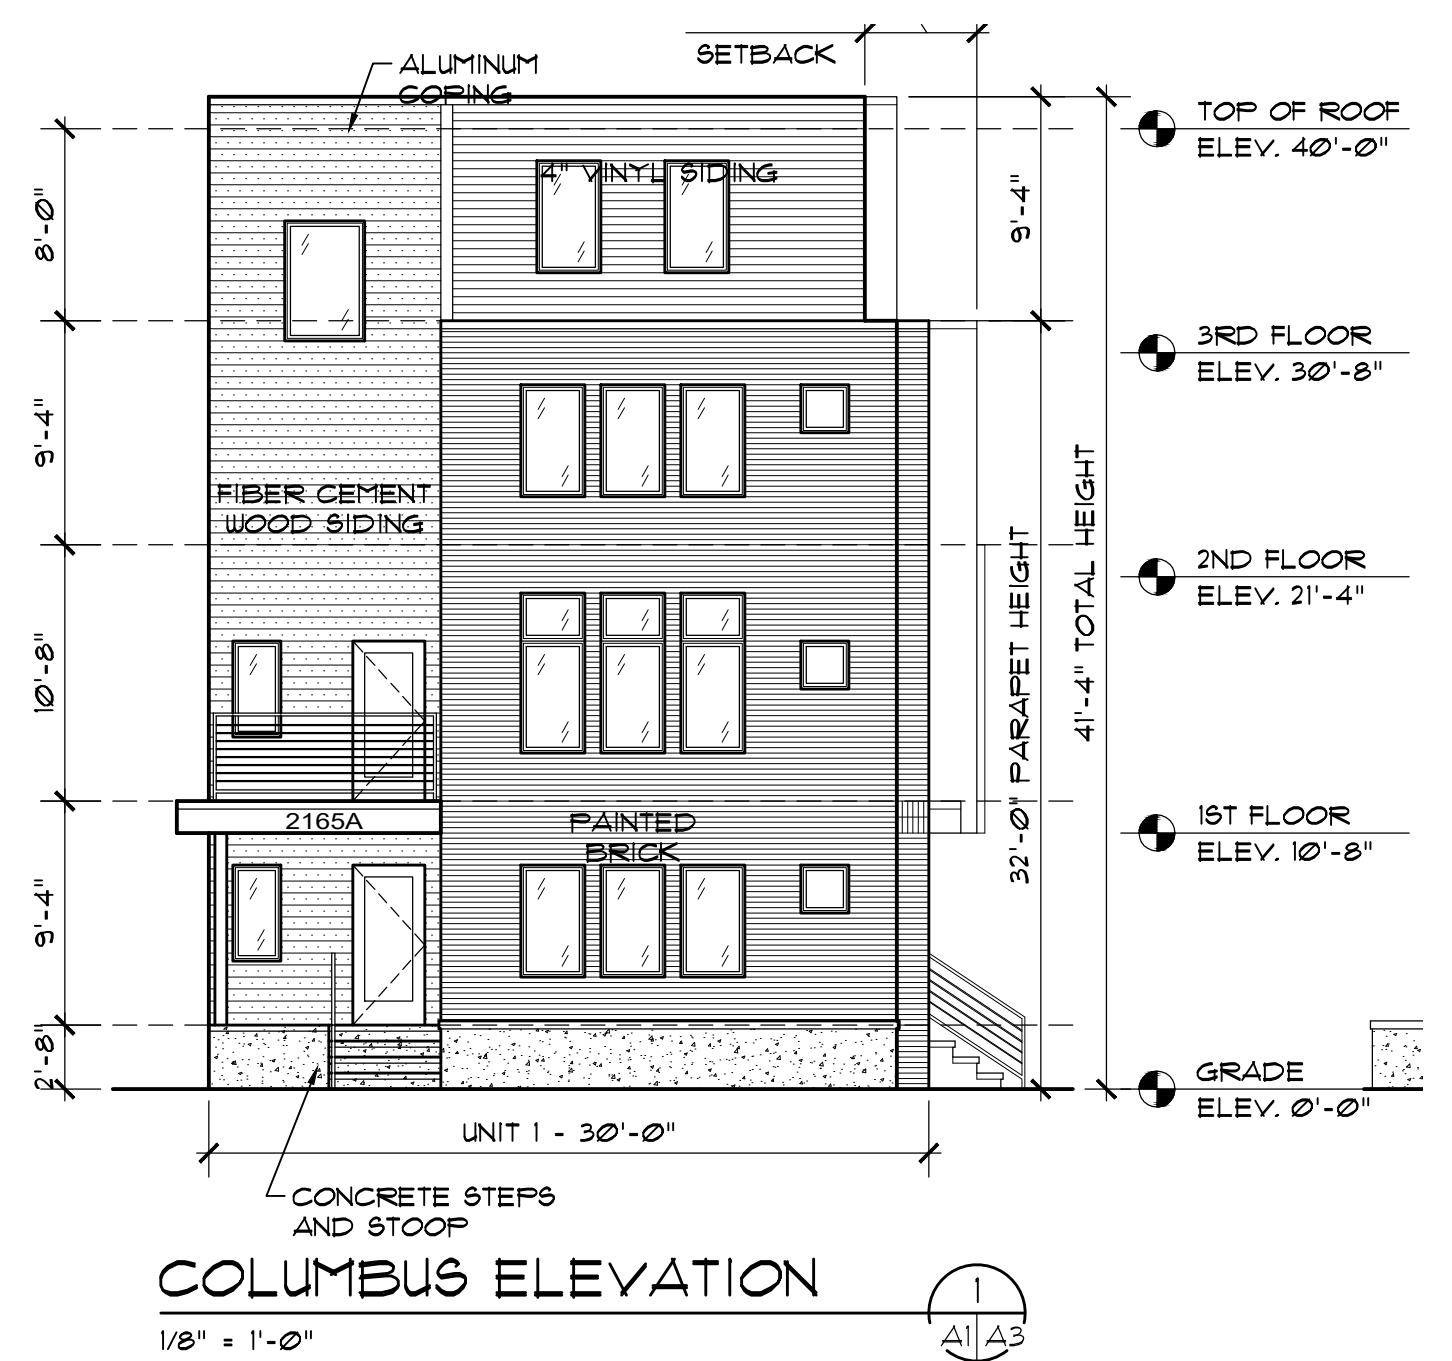 SETBACK
ALUMINUM
COPING
TOP OF ROOF
ELEV. 40'-0"
4" VINYL SIDING
8'-0"
9'-4"
3RD FLOOR
ELEV. 30'-8"
9'-4"
FIBER CEMENT
WOOD SIDING
2ND FLOOR
ELEV. 21'-4"
10'-8"
32'-0" PARAPET HEIGHT
41'-4" TOTAL HEIGHT
2165A
PAINTED
BRICK
1ST FLOOR
ELEV. 10'-8"
9'-4"
2'-8"
GRADE
ELEV. 0'-0"
UNIT 1 - 30'-0"
CONCRETE STEPS
AND STOOP
COLUMBUS ELEVATION
1
1/8" = 1'-0"
A1 A3